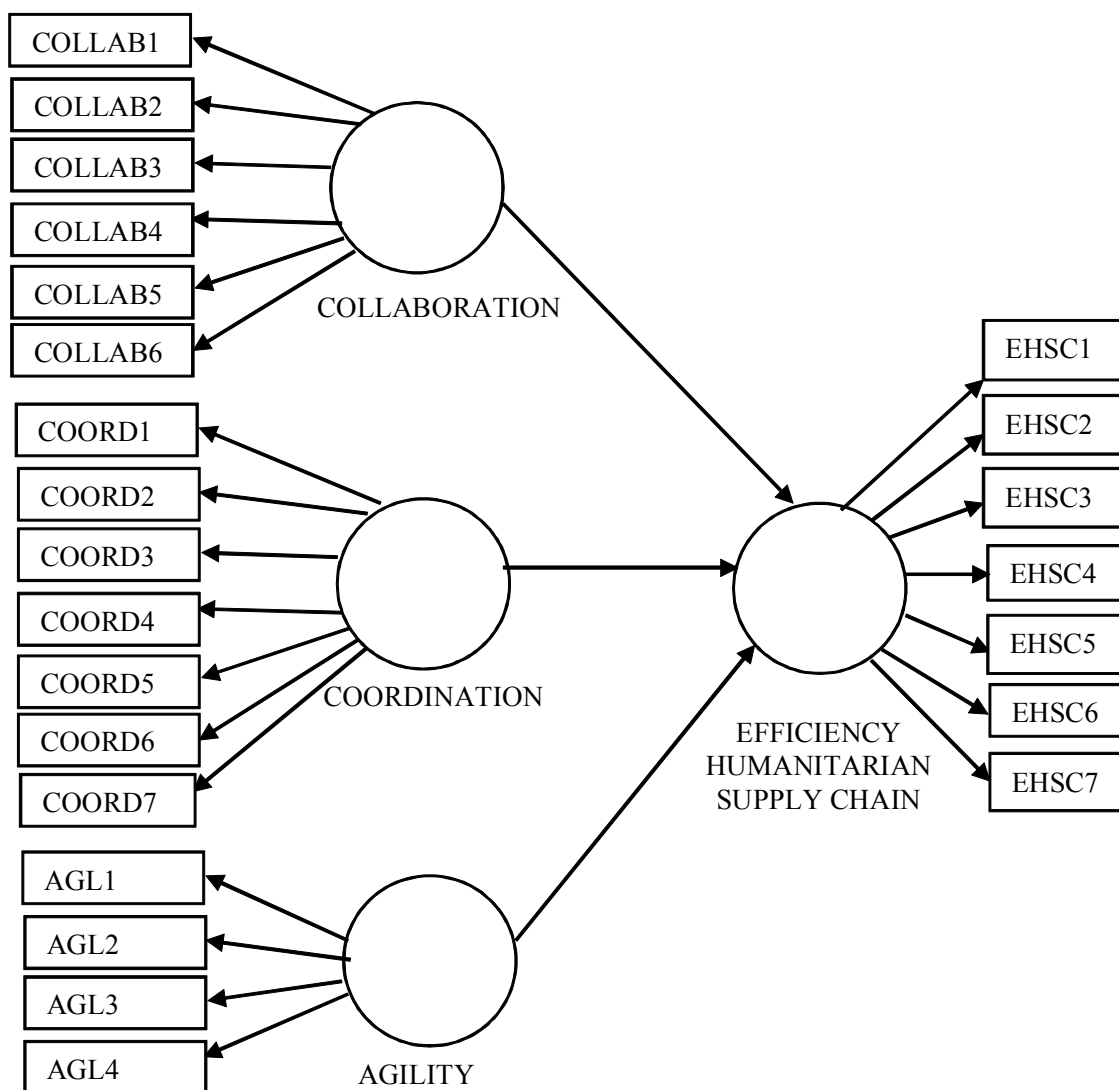 COLLAB1
COLLAB2
COLLAB3
COLLAB4
COLLAB5
COLLAB6
COLLABORATION
COORD1
COORD2
COORD3
COORD4
COORD5
COORD6
COORD7
COORDINATION
AGL1
AGL2
AGL3
AGL4
AGILITY
EFFICIENCY
HUMANITARIAN
SUPPLY CHAIN
EHSC1
EHSC2
EHSC3
EHSC4
EHSC5
EHSC6
EHSC7